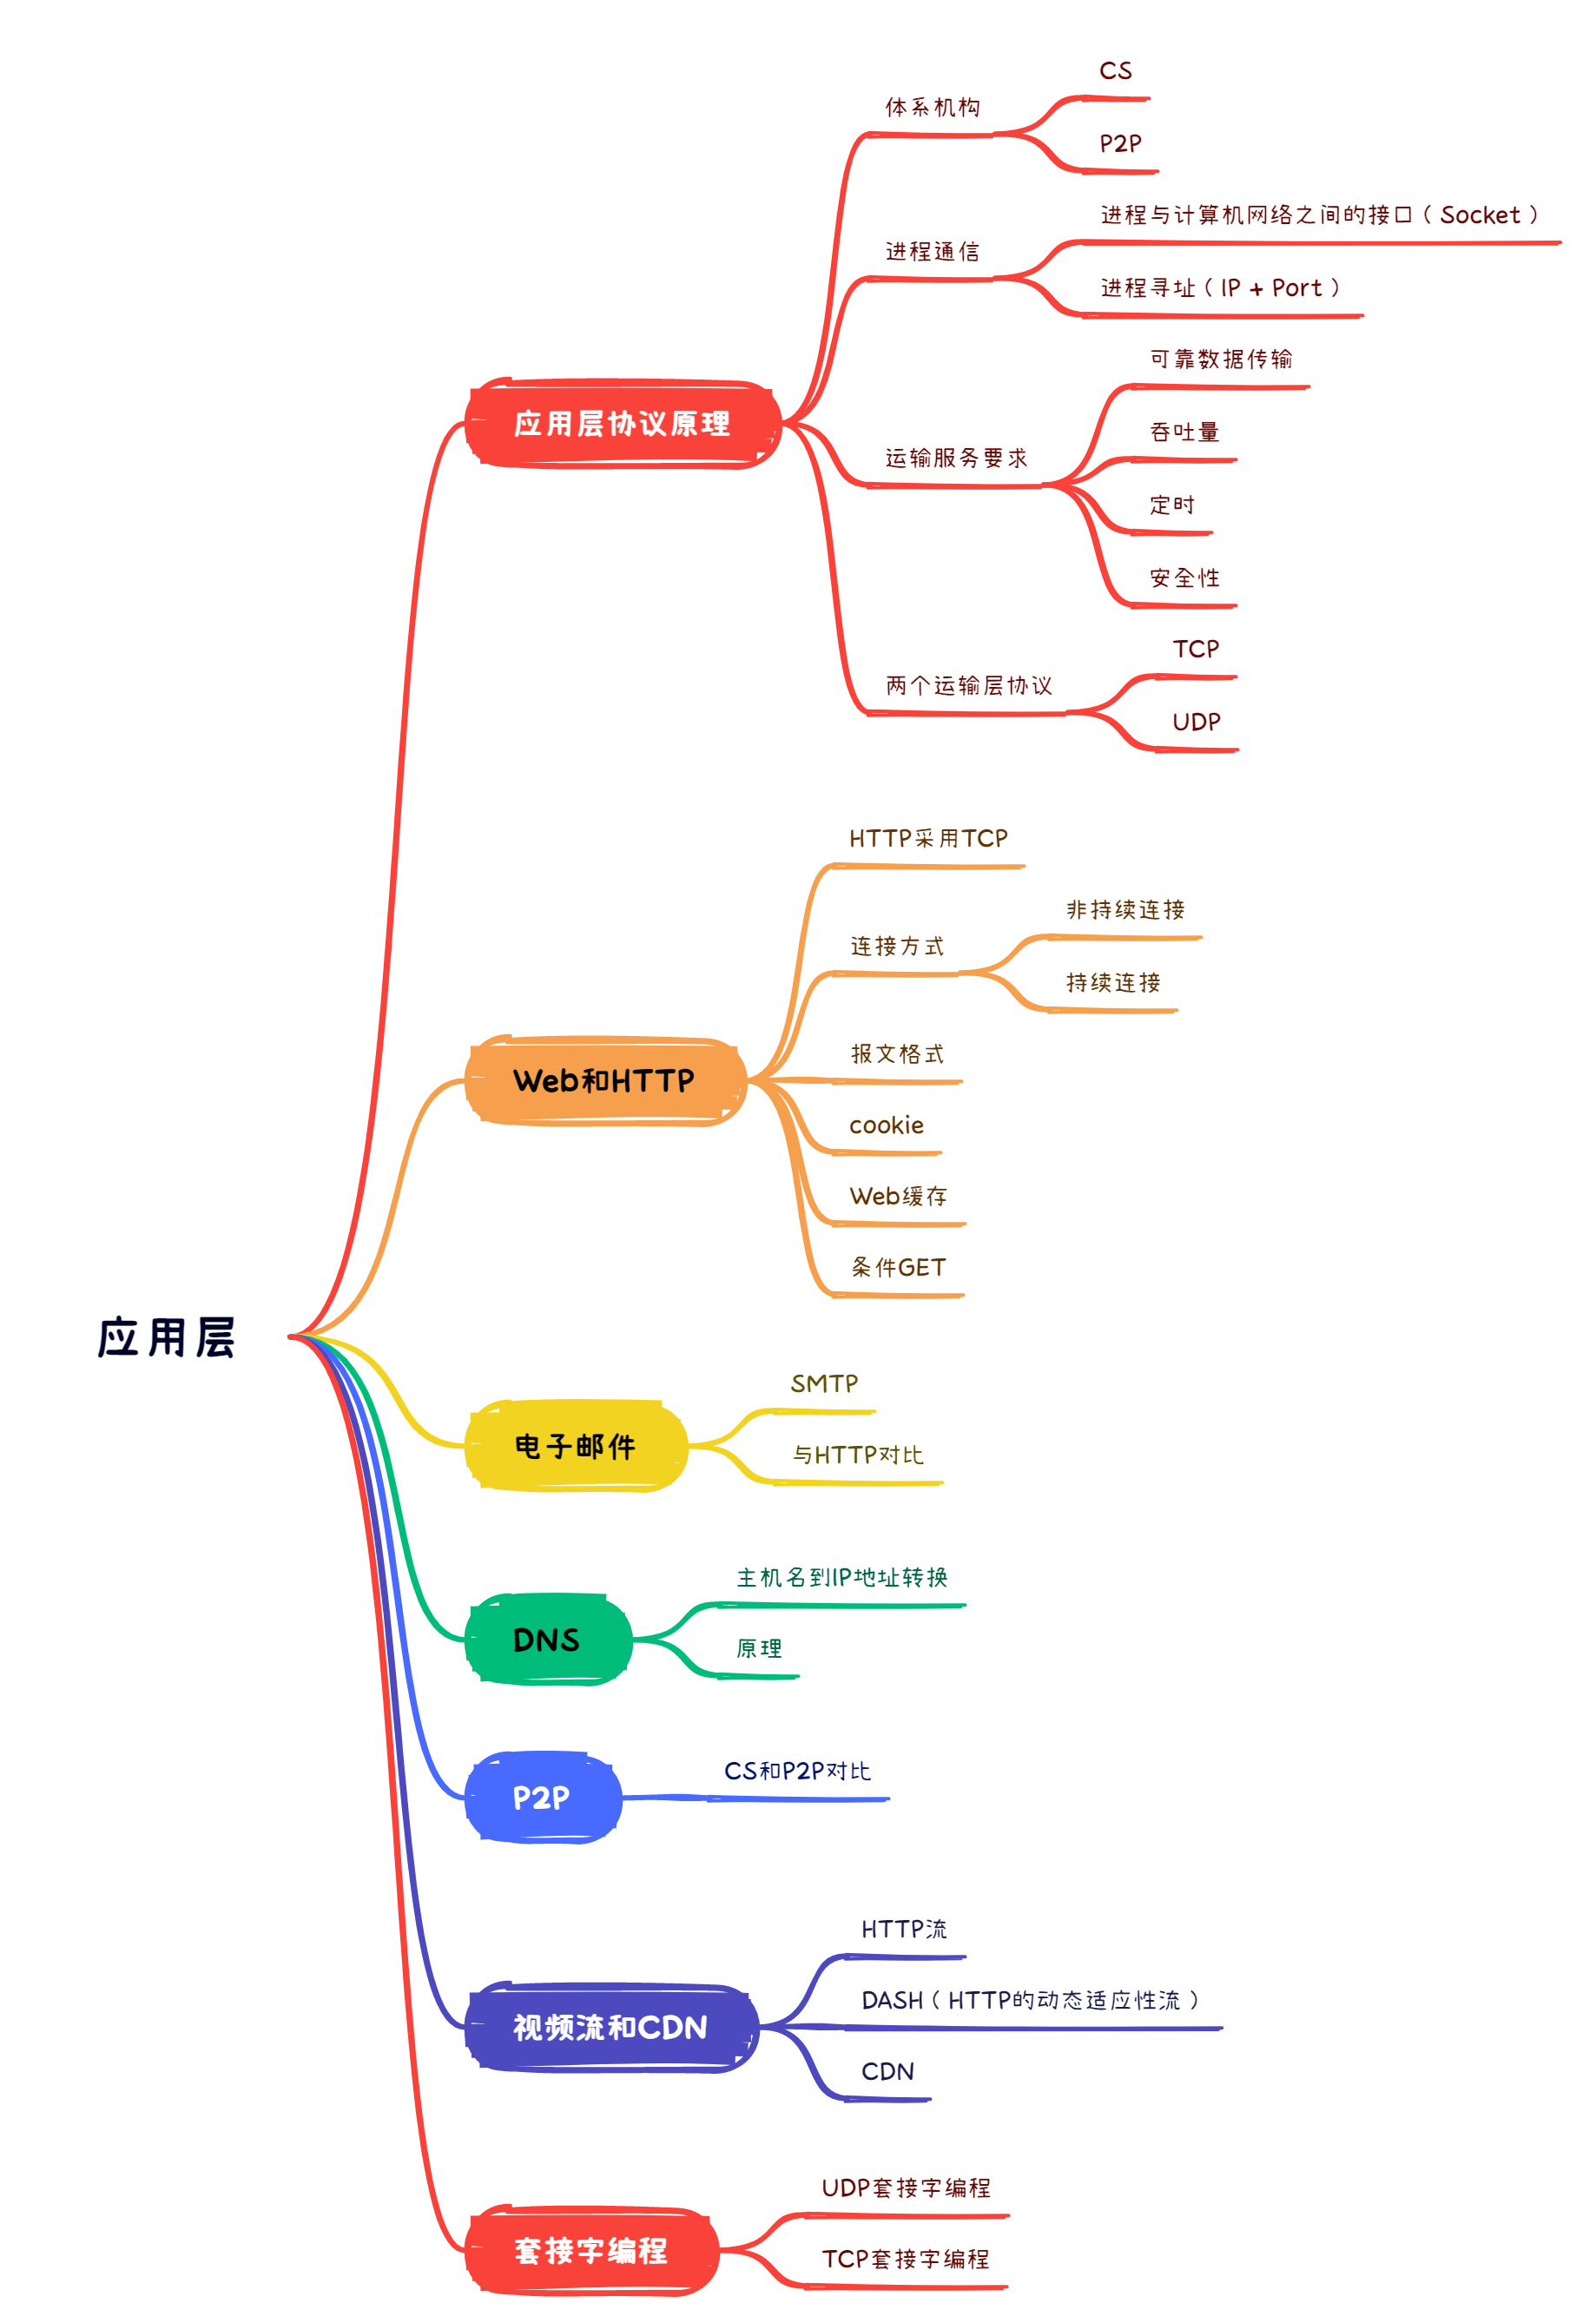 应用层
应用层协议原理
体系机构
CS
P2P
进程通信
进程与计算机网络之间的接口（Socket）
进程寻址（IP + Port）
运输服务要求
可靠数据传输
吞吐量
定时
安全性
两个运输层协议
TCP
UDP
Web和HTTP
HTTP采用TCP
连接方式
非持续连接
持续连接
报文格式
cookie
Web缓存
条件GET
电子邮件
SMTP
与HTTP对比
DNS
主机名到IP地址转换
原理
P2P
CS和P2P对比
视频流和CDN
HTTP流
DASH（HTTP的动态适应性流）
CDN
套接字编程
UDP套接字编程
TCP套接字编程